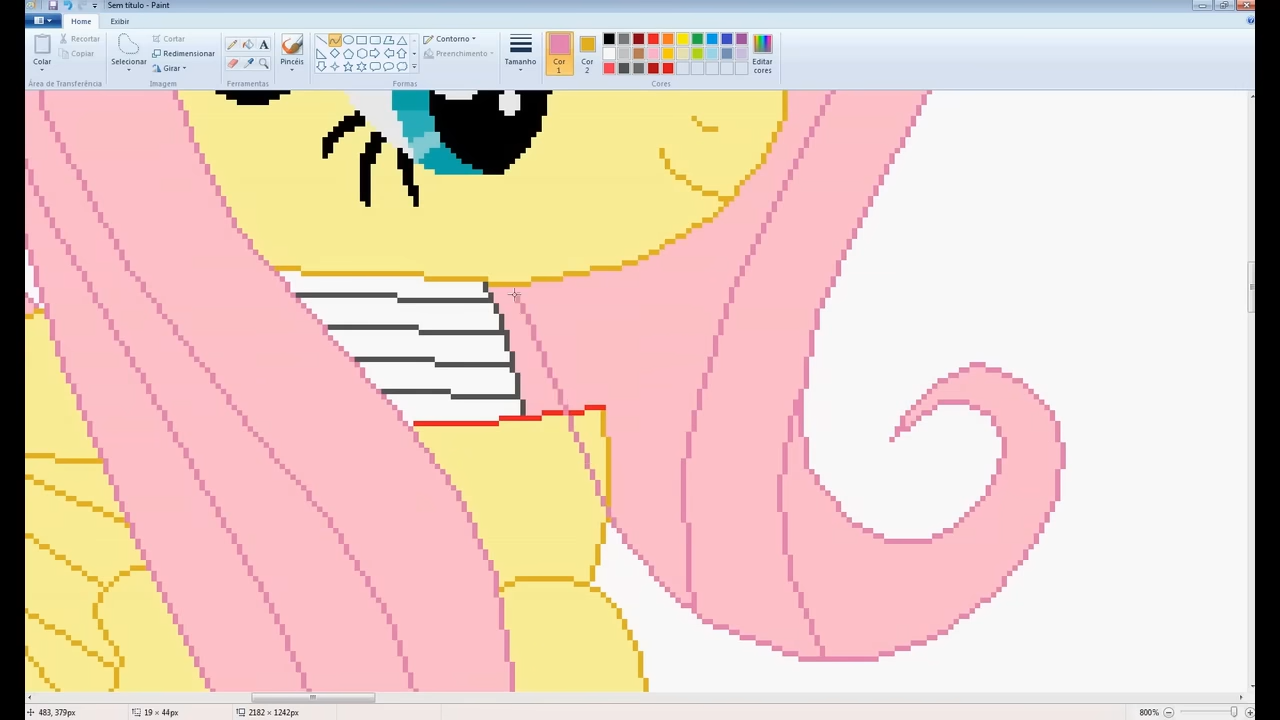 Sem título - Paint
Home Exibir
Colar
Recortar
Copiar
Área de Transferência
Selecionar
Cortar
Redimensionar
Girar
Imagem
A
Ferramentas
Pincéis
Contorno
Preenchimento
Formas
Tamanho
Cor
1
Cor
2
Editar
cores
Cores
483, 379px
19 × 44px
2182 × 1242px
800%